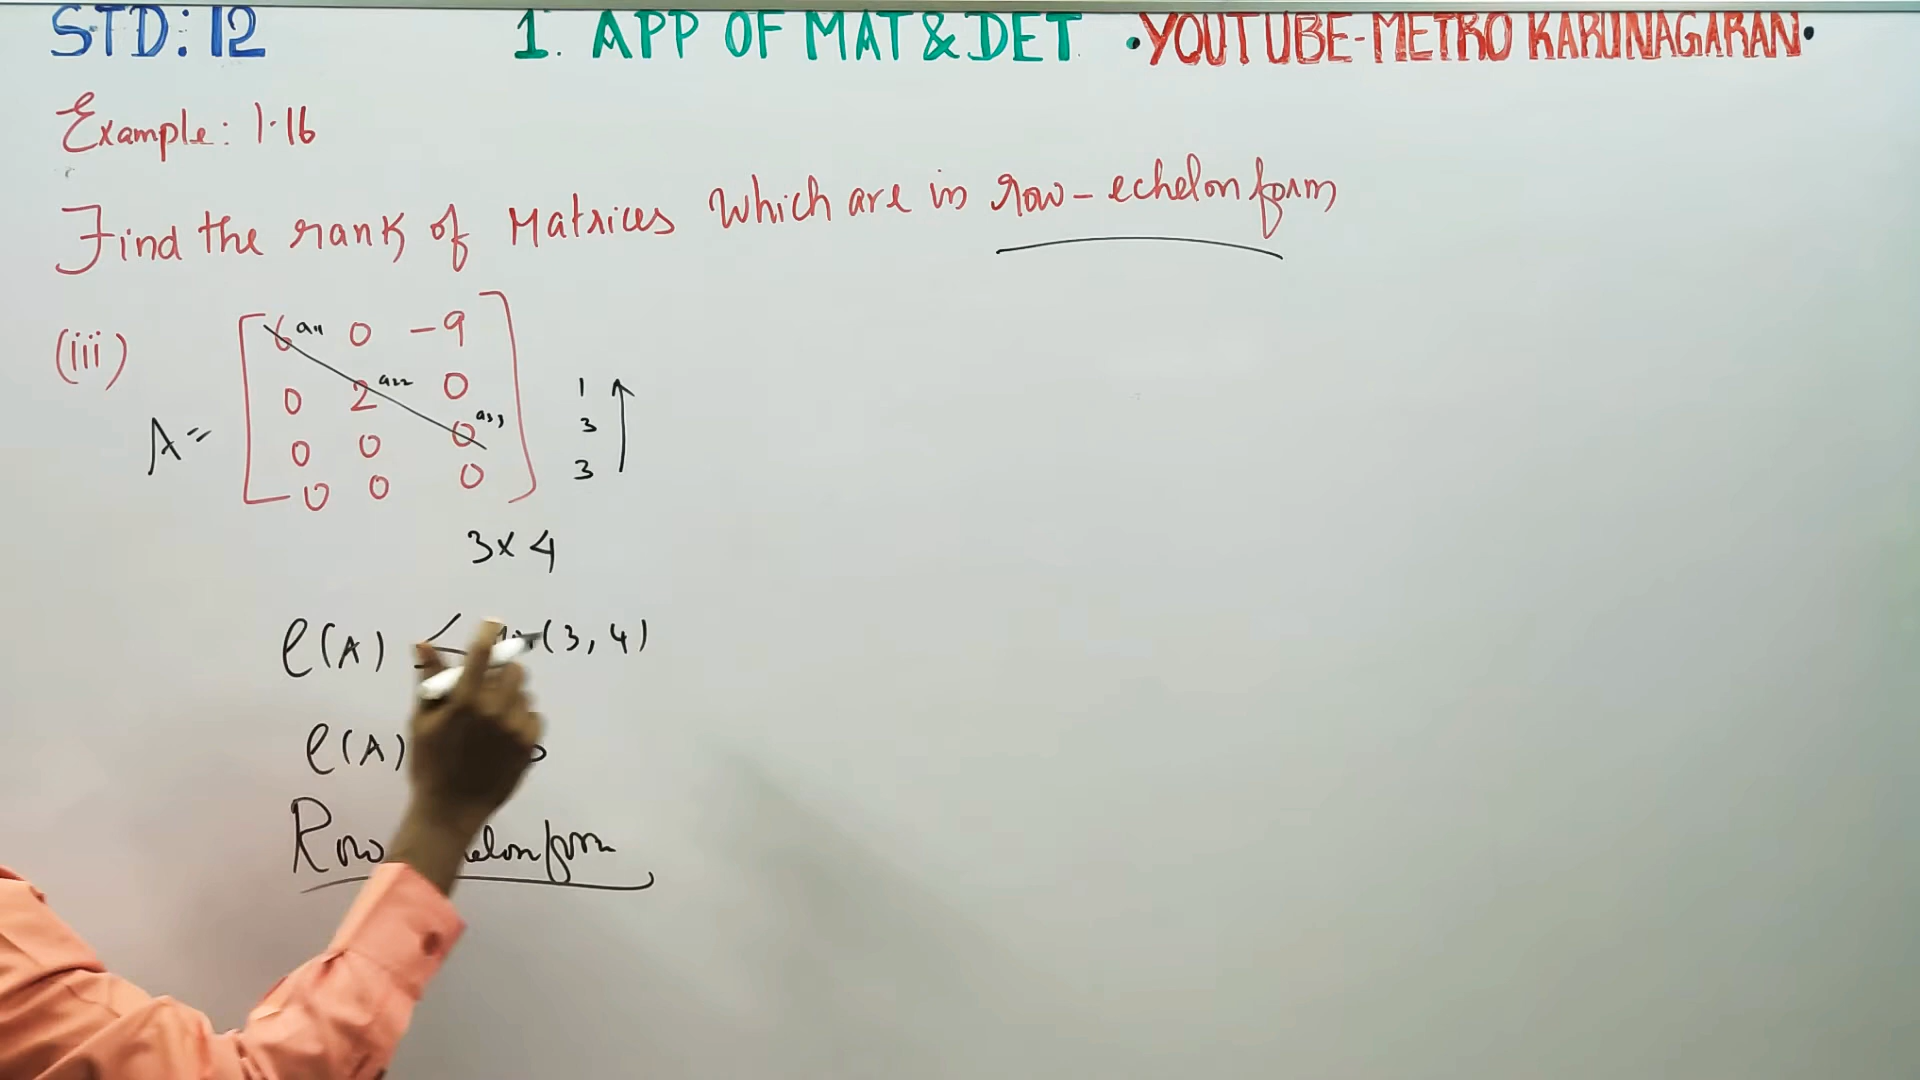 STD: 12 1. APP OF MAT & DET • YOUTUBE-METRO KARUNAGARAN •
Example: 1.16
Find the rank of Matrices which are in row-echelon form
(iii)
A =
6 a11 0 -9
0 2 a22 0
0 0 0 a33
0 0 0
1
3
3
3 × 4
ρ(A) ≤ (3, 4)
ρ(A)
Row form